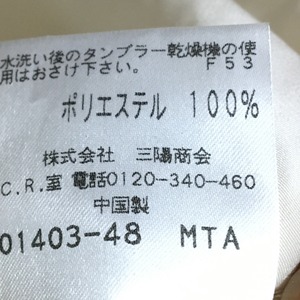 水洗い後のタンブラー乾燥機の使
用はおさけ下さい。 F53
ポリエステル 100%
株式会社 三陽商会
C.R.室 電話0120-340-460
中国製
01403-48 MTA